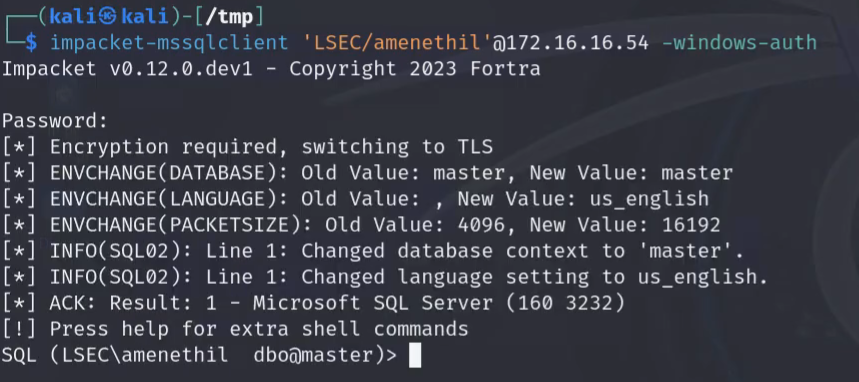 ┌──(kali㉿kali)-[/tmp]
└─$ impacket-mssqlclient 'LSEC/amenethil'@172.16.16.54 -windows-auth
Impacket v0.12.0.dev1 - Copyright 2023 Fortra
Password:
[*] Encryption required, switching to TLS
[*] ENVCHANGE(DATABASE): Old Value: master, New Value: master
[*] ENVCHANGE(LANGUAGE): Old Value: , New Value: us_english
[*] ENVCHANGE(PACKETSIZE): Old Value: 4096, New Value: 16192
[*] INFO(SQL02): Line 1: Changed database context to 'master'.
[*] INFO(SQL02): Line 1: Changed language setting to us_english.
[*] ACK: Result: 1 - Microsoft SQL Server (160 3232)
[!] Press help for extra shell commands
SQL (LSEC\amenethil  dbo@master)>